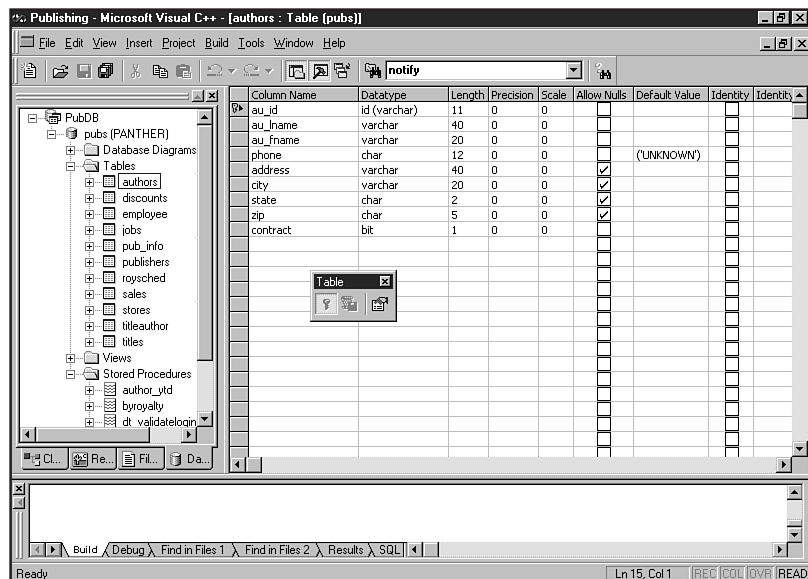 Publishing - Microsoft Visual C++ - [authors : Table (pubs)]
File Edit View Insert Project Build Tools Window Help
notify
PubDB
pubs (PANTHER)
Database Diagrams
Tables
authors
discounts
employee
jobs
pub_info
publishers
roysched
sales
stores
titleauthor
titles
Views
Stored Procedures
author_ytd
byroyalty
dt_validatelogin
Cl... Re... Fil... Da...
Column Name Datatype Length Precision Scale Allow Nulls Default Value Identity Identity
au_id id (varchar) 11 0 0
au_lname varchar 40 0 0
au_fname varchar 20 0 0
phone char 12 0 0 ('UNKNOWN')
address varchar 40 0 0
city varchar 20 0 0
state char 2 0 0
zip char 5 0 0
contract bit 1 0 0
Table
Build Debug Find in Files 1 Find in Files 2 Results SQL
Ready Ln 15, Col 1 REC COL OVR READ